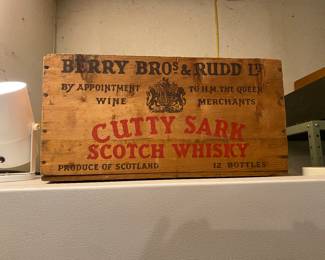 BERRY BROS & RUDD LTD
BY APPOINTMENT TO H.M. THE QUEEN
WINE MERCHANTS
CUTTY SARK
SCOTCH WHISKY
PRODUCE OF SCOTLAND 12 BOTTLES